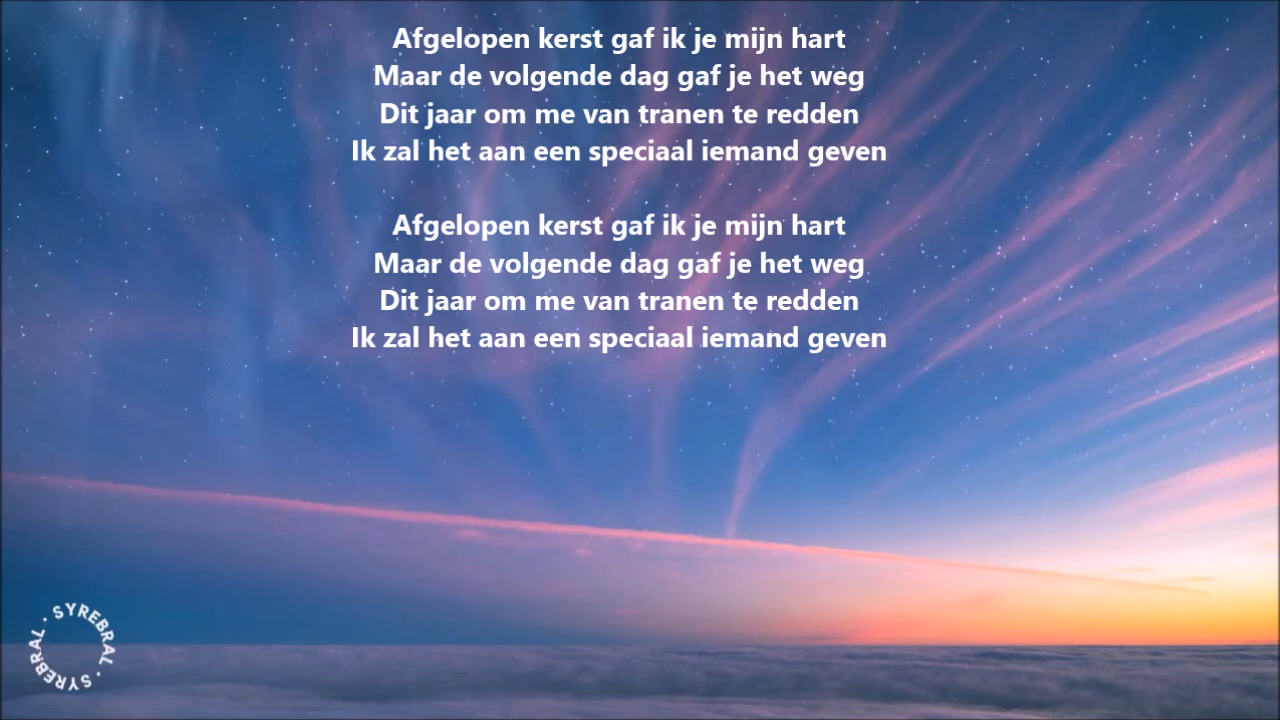 Afgelopen kerst gaf ik je mijn hart
Maar de volgende dag gaf je het weg
Dit jaar om me van tranen te redden
Ik zal het aan een speciaal iemand geven
Afgelopen kerst gaf ik je mijn hart
Maar de volgende dag gaf je het weg
Dit jaar om me van tranen te redden
Ik zal het aan een speciaal iemand geven
SYREBRAL · SYREBRAL ·